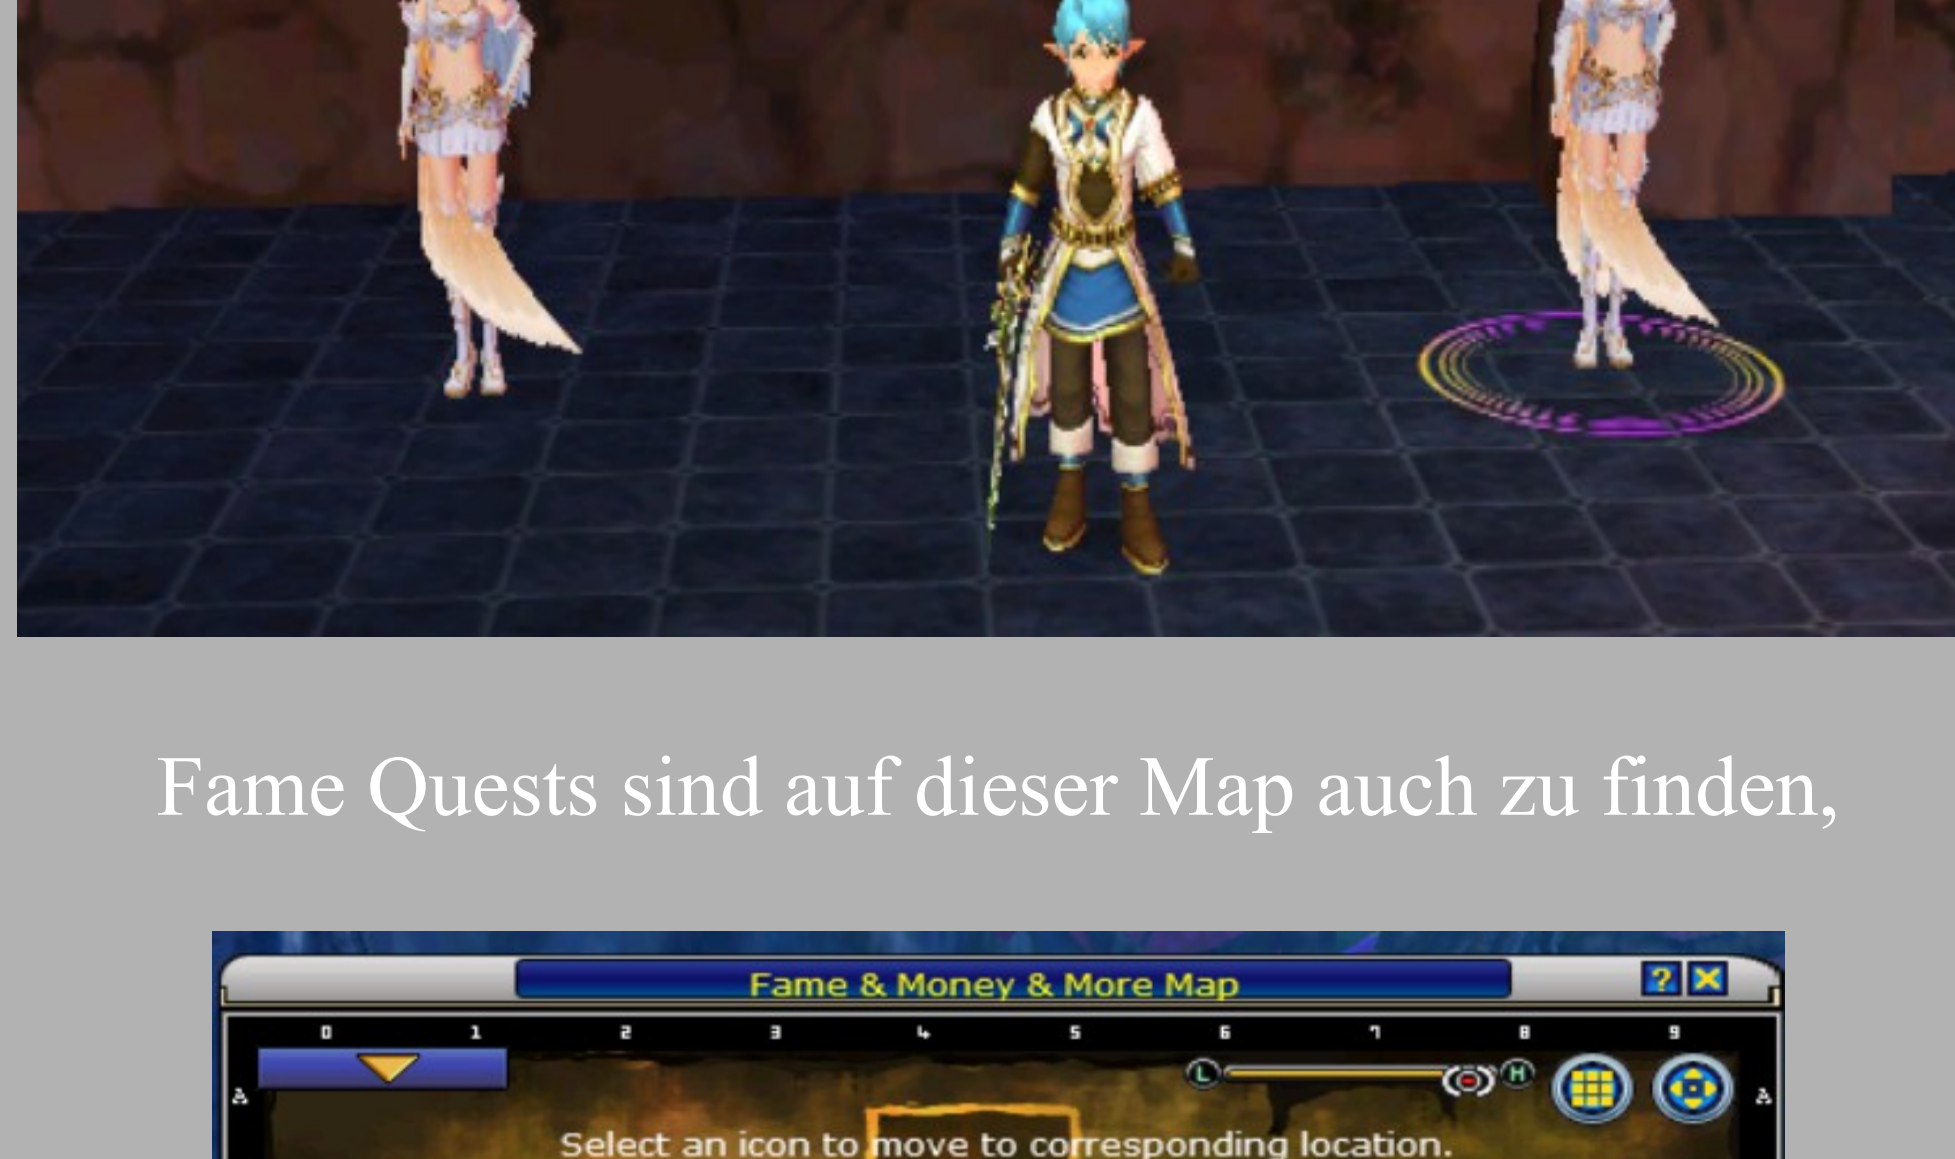 Fame Quests sind auf dieser Map auch zu finden,
Fame & Money & More Map
? X
0 1 2 3 4 5 6 7 8 9
L H
A A
Select an icon to move to corresponding location.